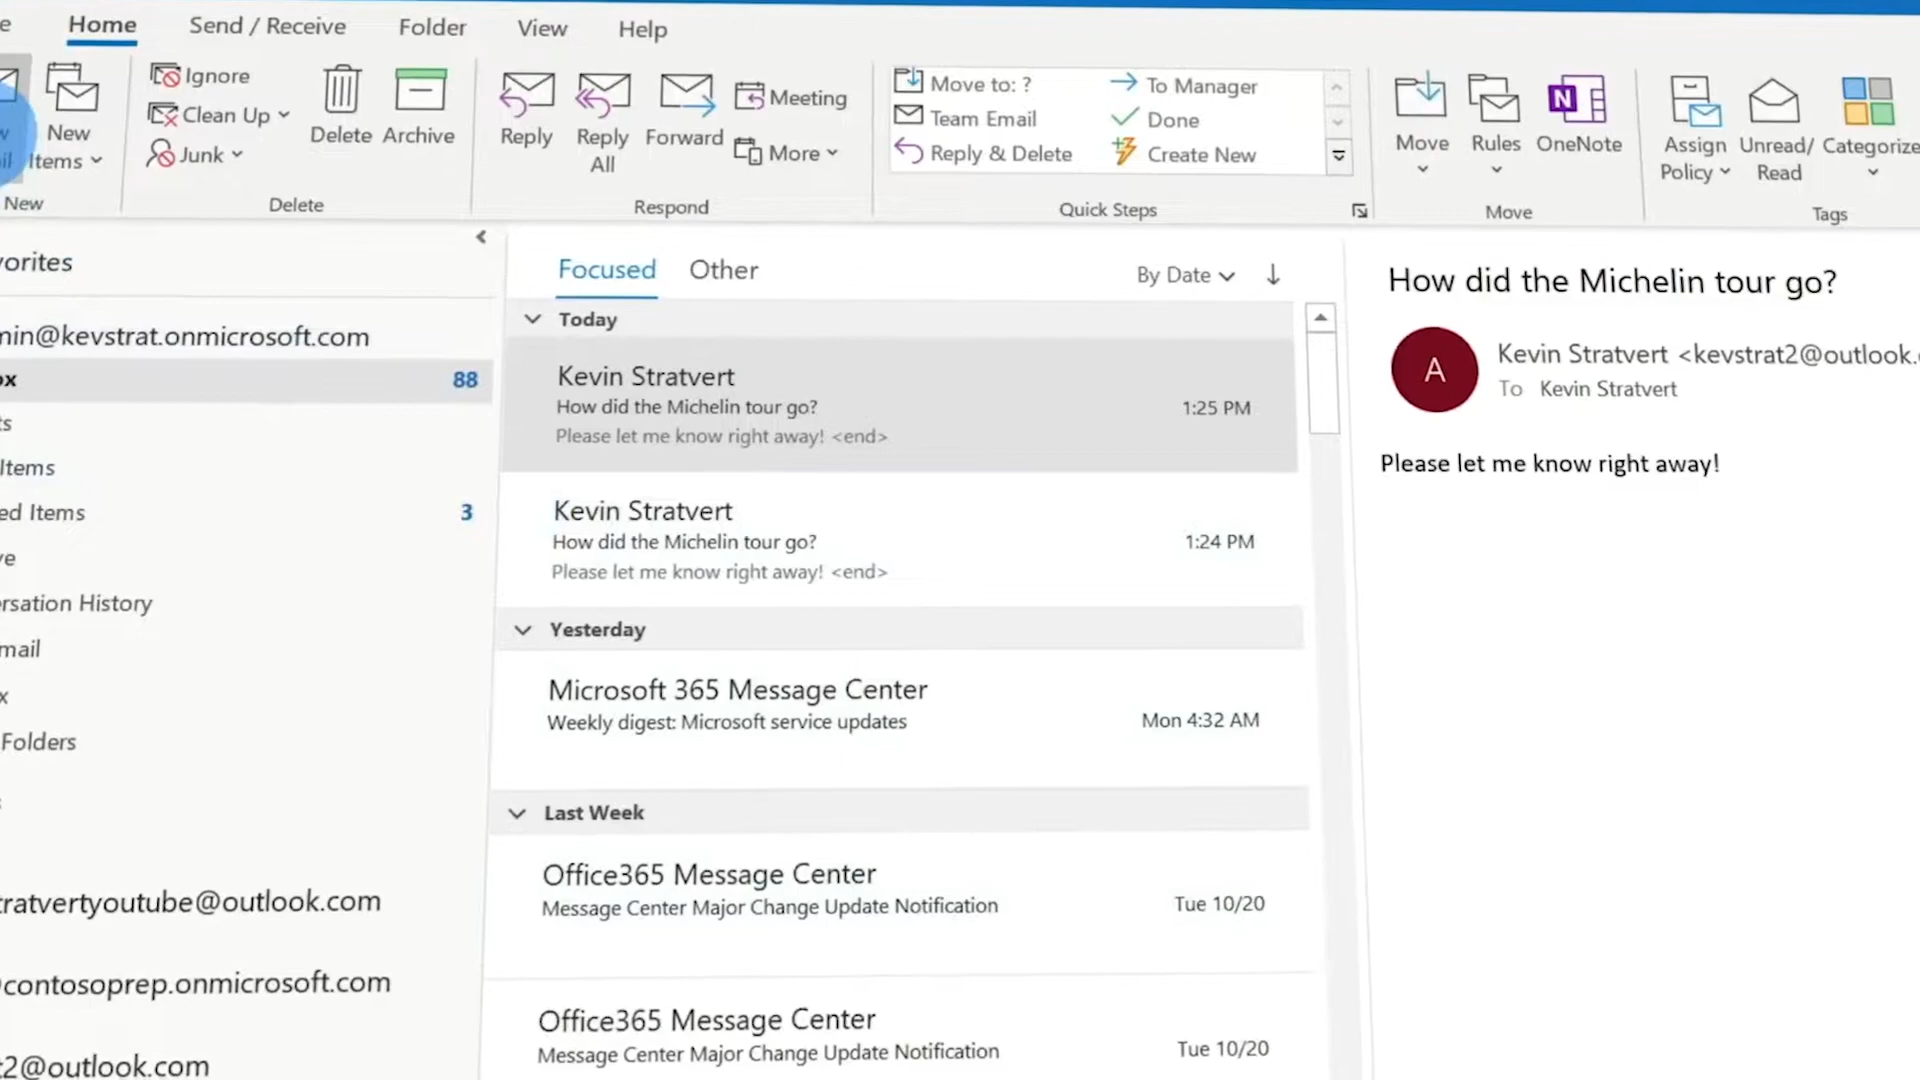 Home Send / Receive Folder View Help
New Items
New
Ignore
Clean Up
Junk
Delete
Archive
Delete
Reply
Reply All
Forward
Meeting
More
Respond
Move to: ?
Team Email
Reply & Delete
To Manager
Done
Create New
Quick Steps
Move
Rules
OneNote
Move
Assign Policy
Unread/ Read
Categorize
Tags
vorites
min@kevstrat.onmicrosoft.com
ox 88
ts
Items
ed Items 3
ve
rsation History
mail
x
Folders
tratvertyoutube@outlook.com
contosoprep.onmicrosoft.com
t2@outlook.com
Focused Other By Date
Today
Kevin Stratvert
How did the Michelin tour go? 1:25 PM
Please let me know right away! <end>
Kevin Stratvert
How did the Michelin tour go? 1:24 PM
Please let me know right away! <end>
Yesterday
Microsoft 365 Message Center
Weekly digest: Microsoft service updates Mon 4:32 AM
Last Week
Office365 Message Center
Message Center Major Change Update Notification Tue 10/20
Office365 Message Center
Message Center Major Change Update Notification Tue 10/20
How did the Michelin tour go?
A
Kevin Stratvert <kevstrat2@outlook.
To Kevin Stratvert
Please let me know right away!